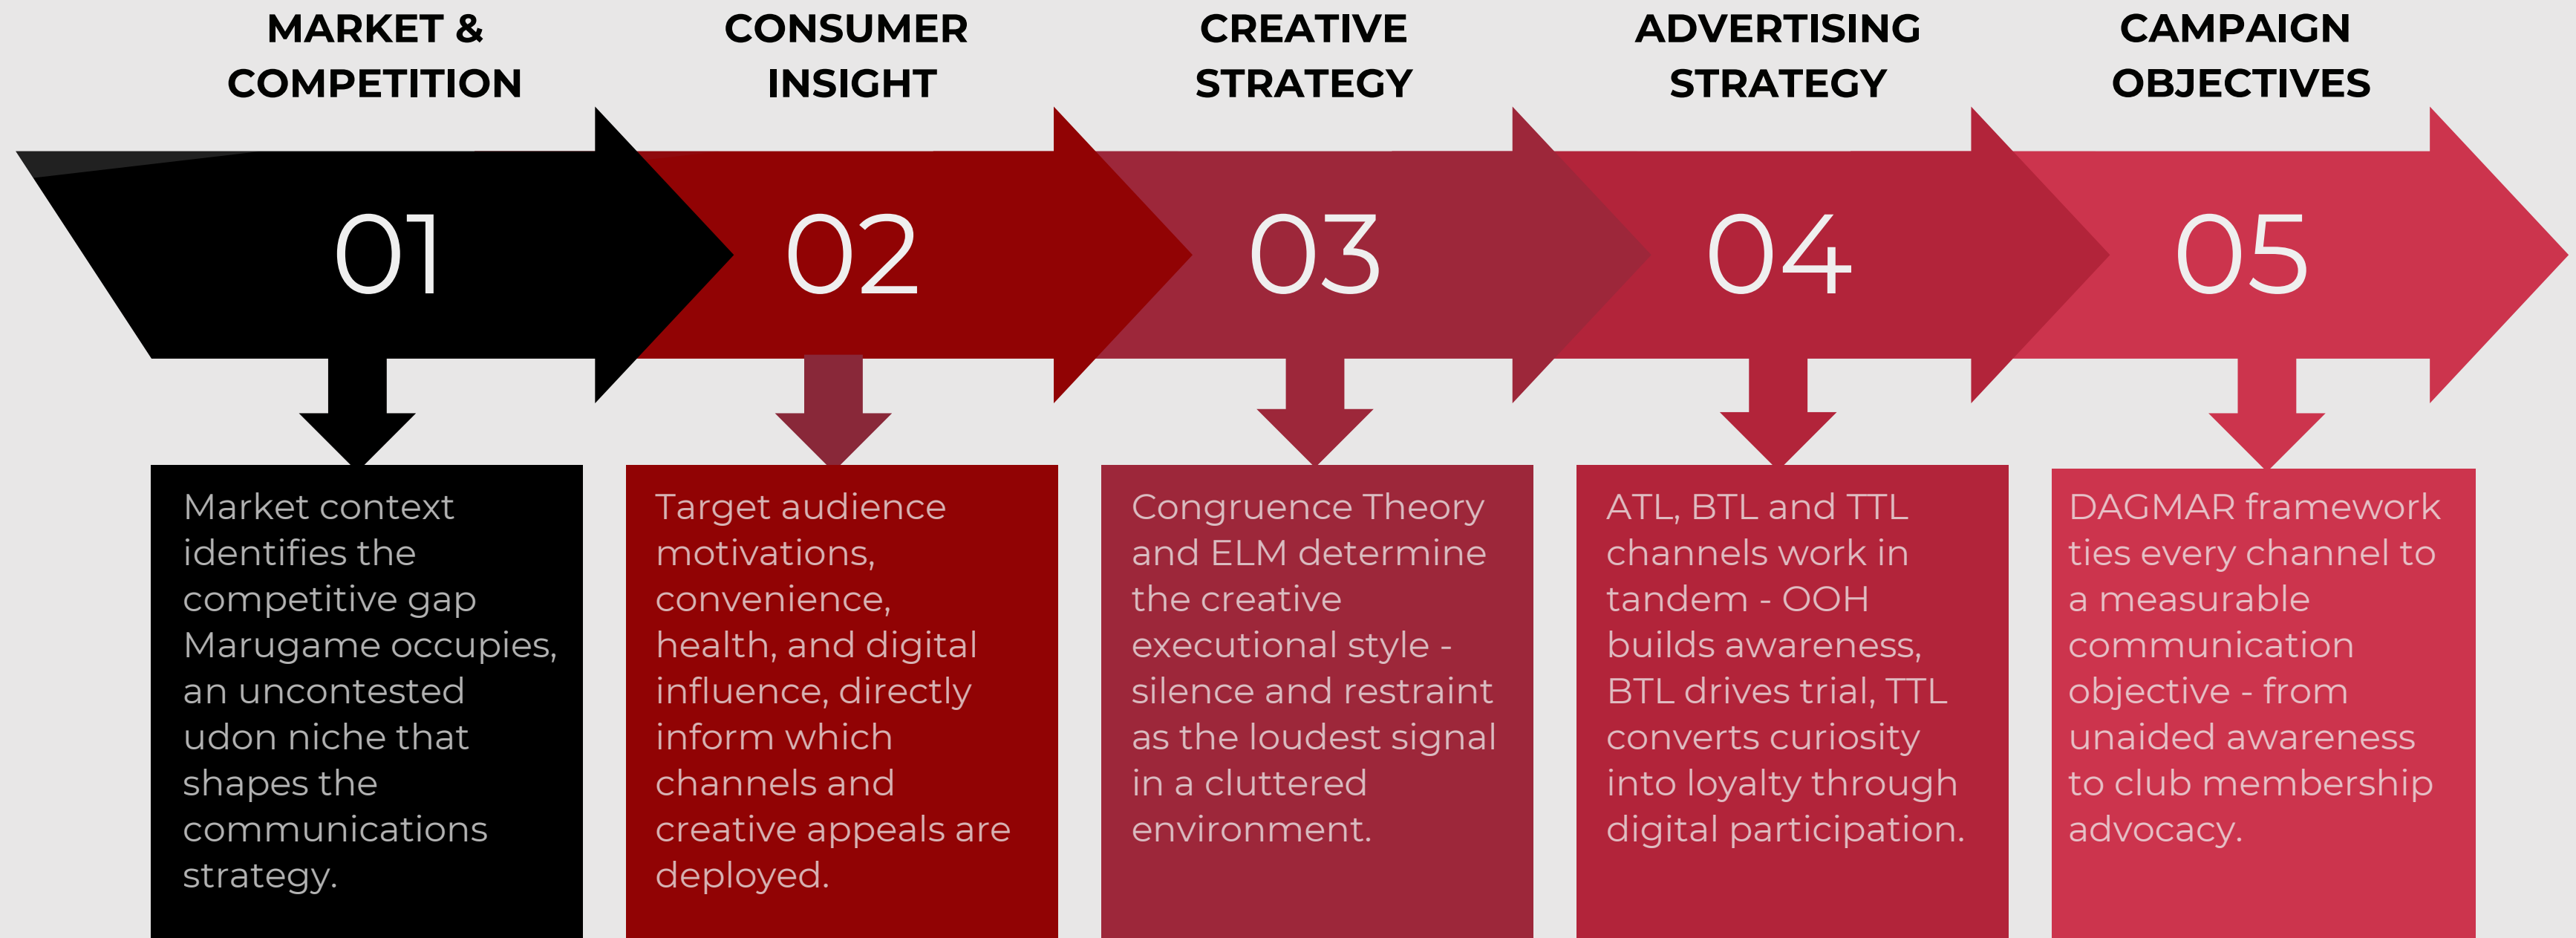 MARKET &
COMPETITION
CONSUMER
INSIGHT
CREATIVE
STRATEGY
ADVERTISING
STRATEGY
CAMPAIGN
OBJECTIVES
01
02
03
04
05
Market context
identifies the
competitive gap
Marugame occupies,
an uncontested
udon niche that
shapes the
communications
strategy.
Target audience
motivations,
convenience,
health, and digital
influence, directly
inform which
channels and
creative appeals are
deployed.
Congruence Theory
and ELM determine
the creative
executional style -
silence and restraint
as the loudest signal
in a cluttered
environment.
ATL, BTL and TTL
channels work in
tandem - OOH
builds awareness,
BTL drives trial, TTL
converts curiosity
into loyalty through
digital participation.
DAGMAR framework
ties every channel to
a measurable
communication
objective - from
unaided awareness
to club membership
advocacy.